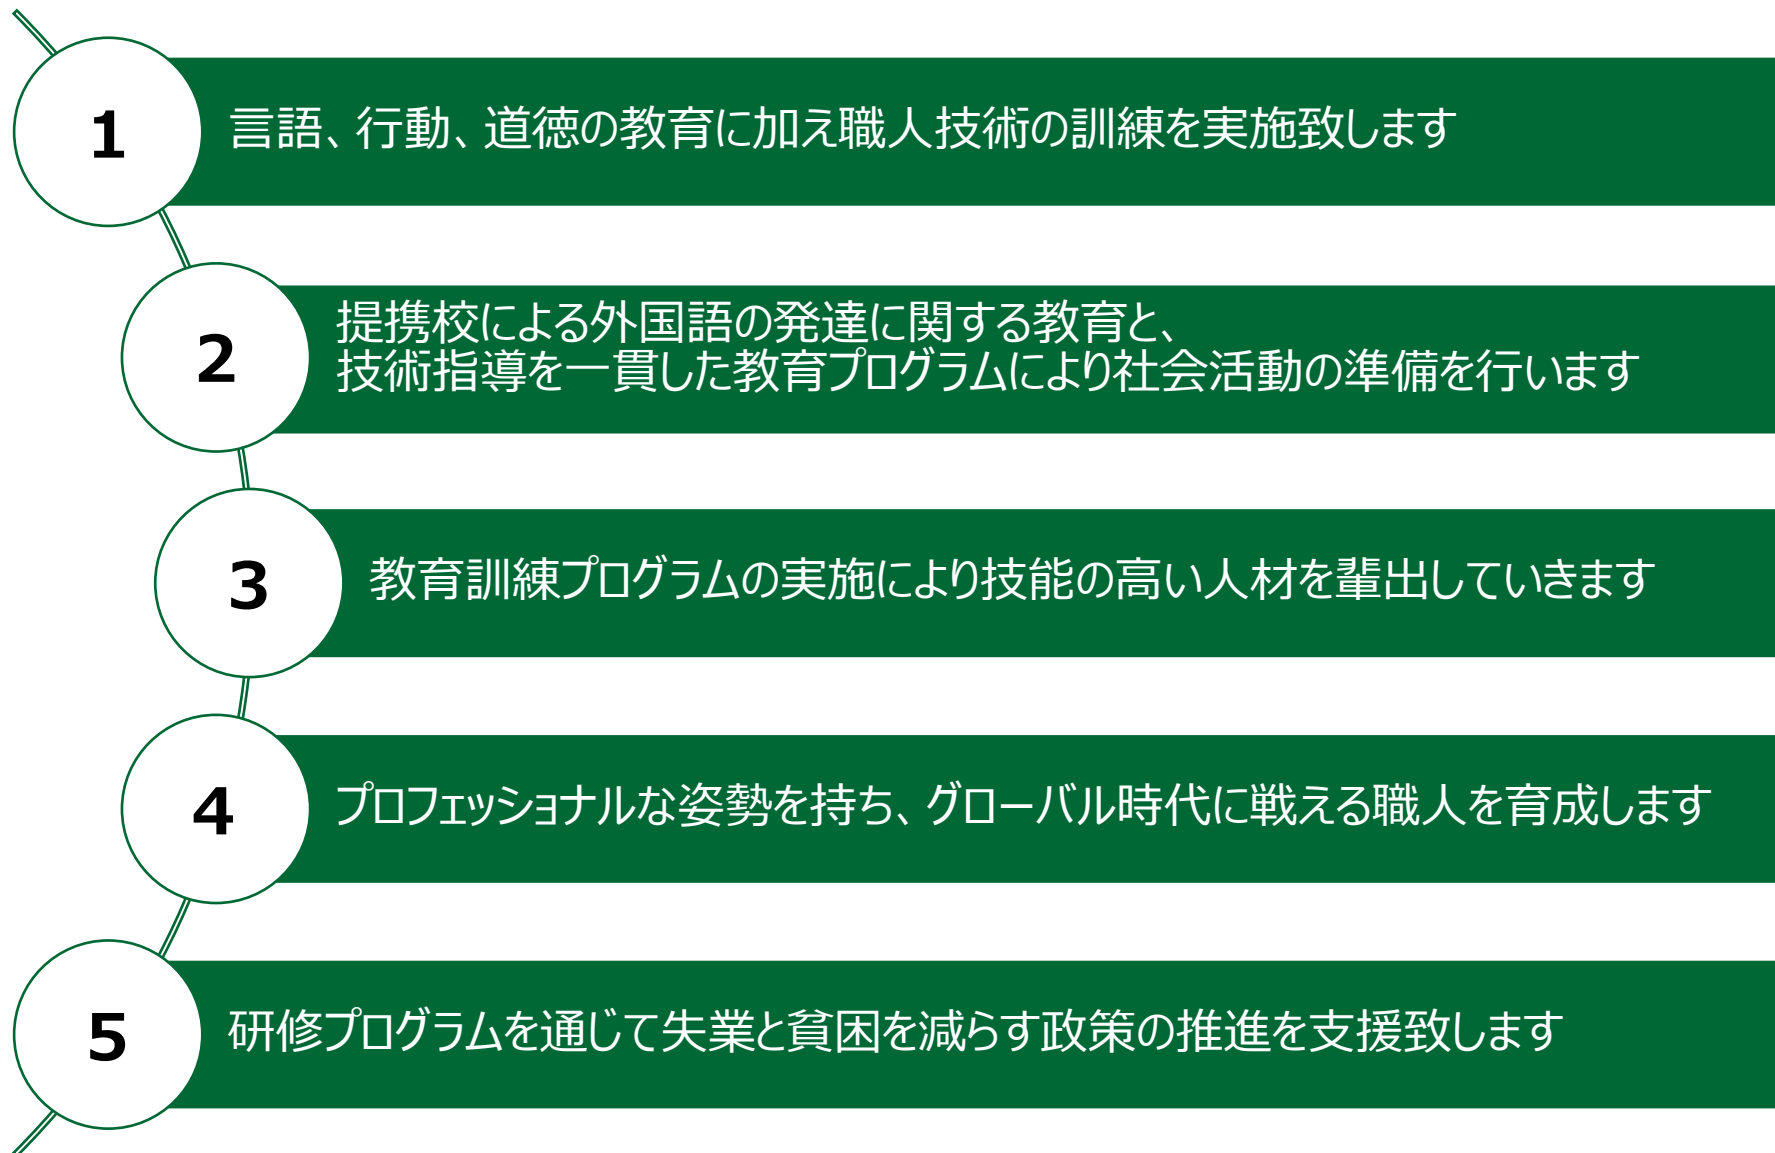 1
言語、行動、道徳の教育に加え職人技術の訓練を実施致します
2
提携校による外国語の発達に関する教育と、
技術指導を一貫した教育プログラムにより社会活動の準備を行います
3
教育訓練プログラムの実施により技能の高い人材を輩出していきます
4
プロフェッショナルな姿勢を持ち、グローバル時代に戦える職人を育成します
5
研修プログラムを通じて失業と貧困を減らす政策の推進を支援致します